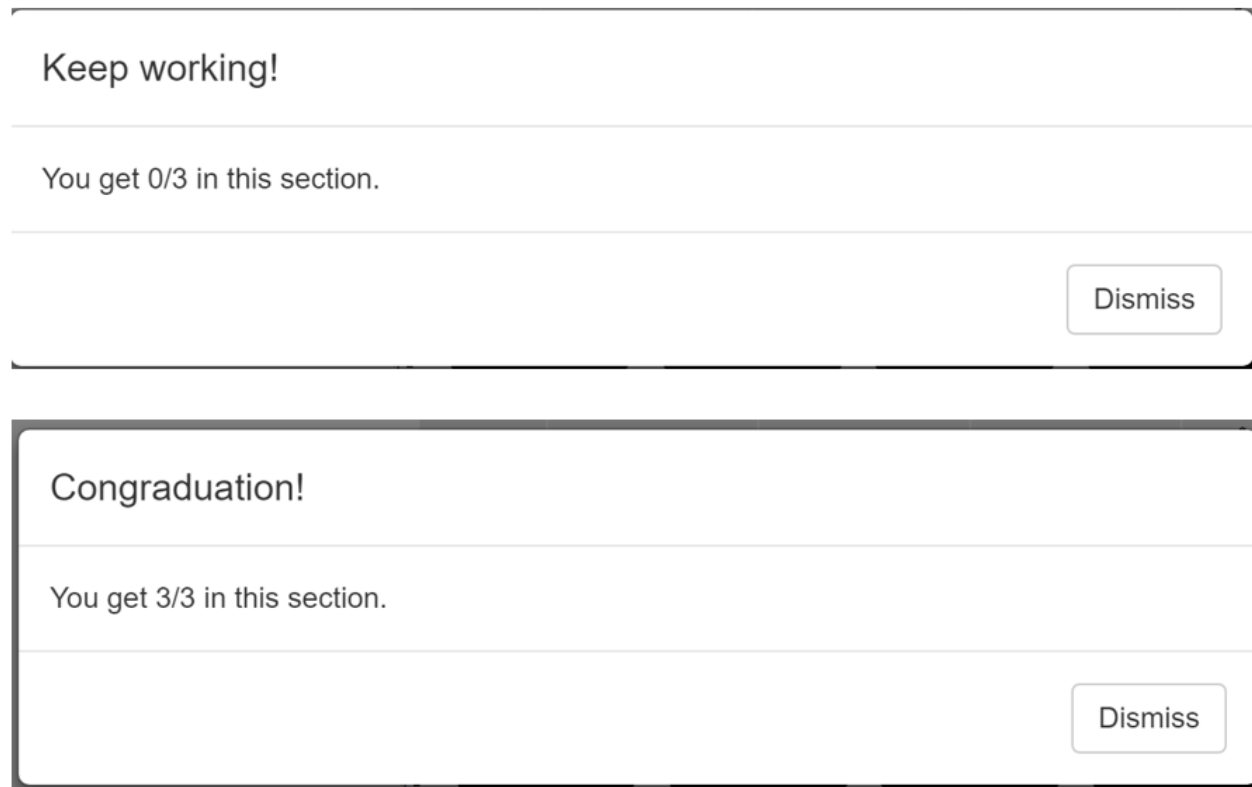 Keep working!
You get 0/3 in this section.
Dismiss
Congraduation!
You get 3/3 in this section.
Dismiss